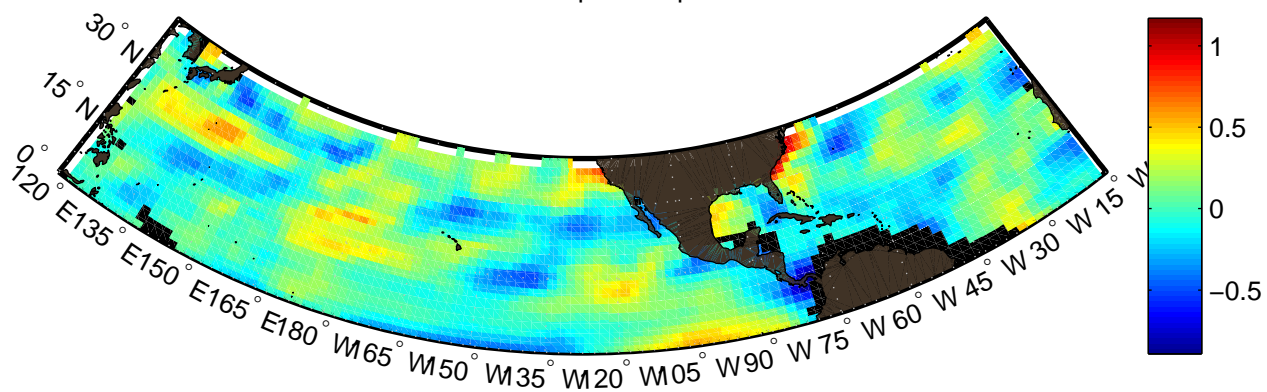 30° N
15° N
0°
120° E
135° E
150° E
165° E
180° W
165° W
150° W
135° W
120° W
105° W
90° W
75° W
60° W
45° W
30° W
15° W
1
0.5
0
−0.5